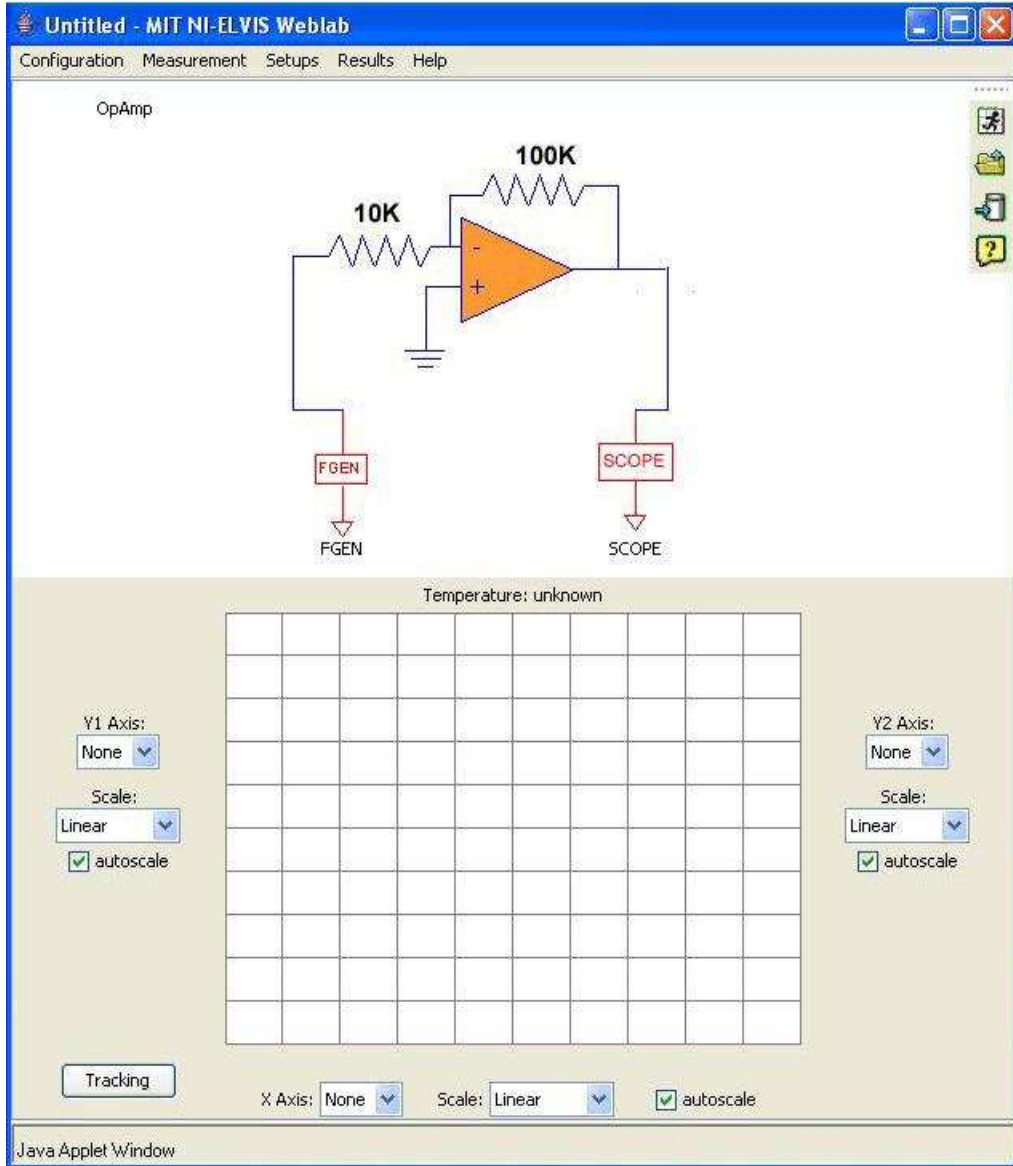 Untitled - MIT NI-ELVIS Weblab
Configuration Measurement Setups Results Help
OpAmp
100K
10K
-
+
FGEN
SCOPE
FGEN
SCOPE
?
Temperature: unknown
Y1 Axis:
None
Scale:
Linear
autoscale
Y2 Axis:
None
Scale:
Linear
autoscale
Tracking
X Axis: None Scale: Linear autoscale
Java Applet Window